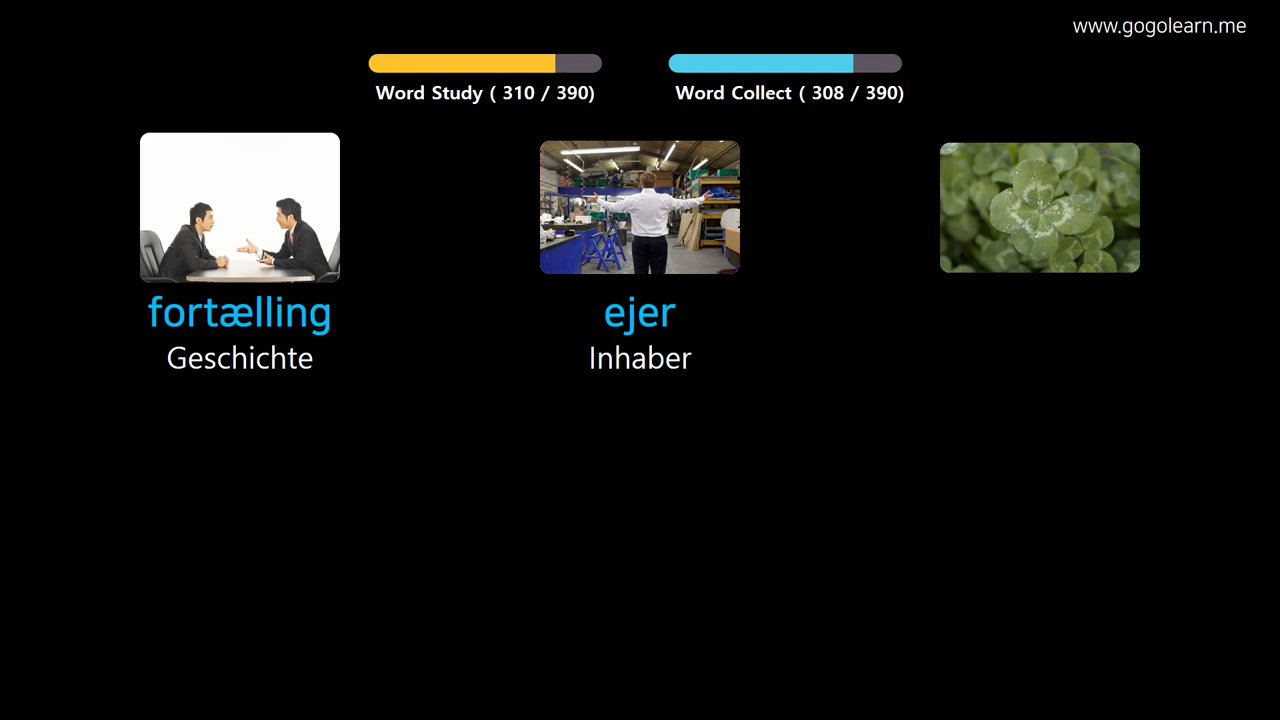 www.gogolearn.me
Word Study ( 310 / 390)
Word Collect ( 308 / 390)
fortælling
Geschichte
ejer
Inhaber